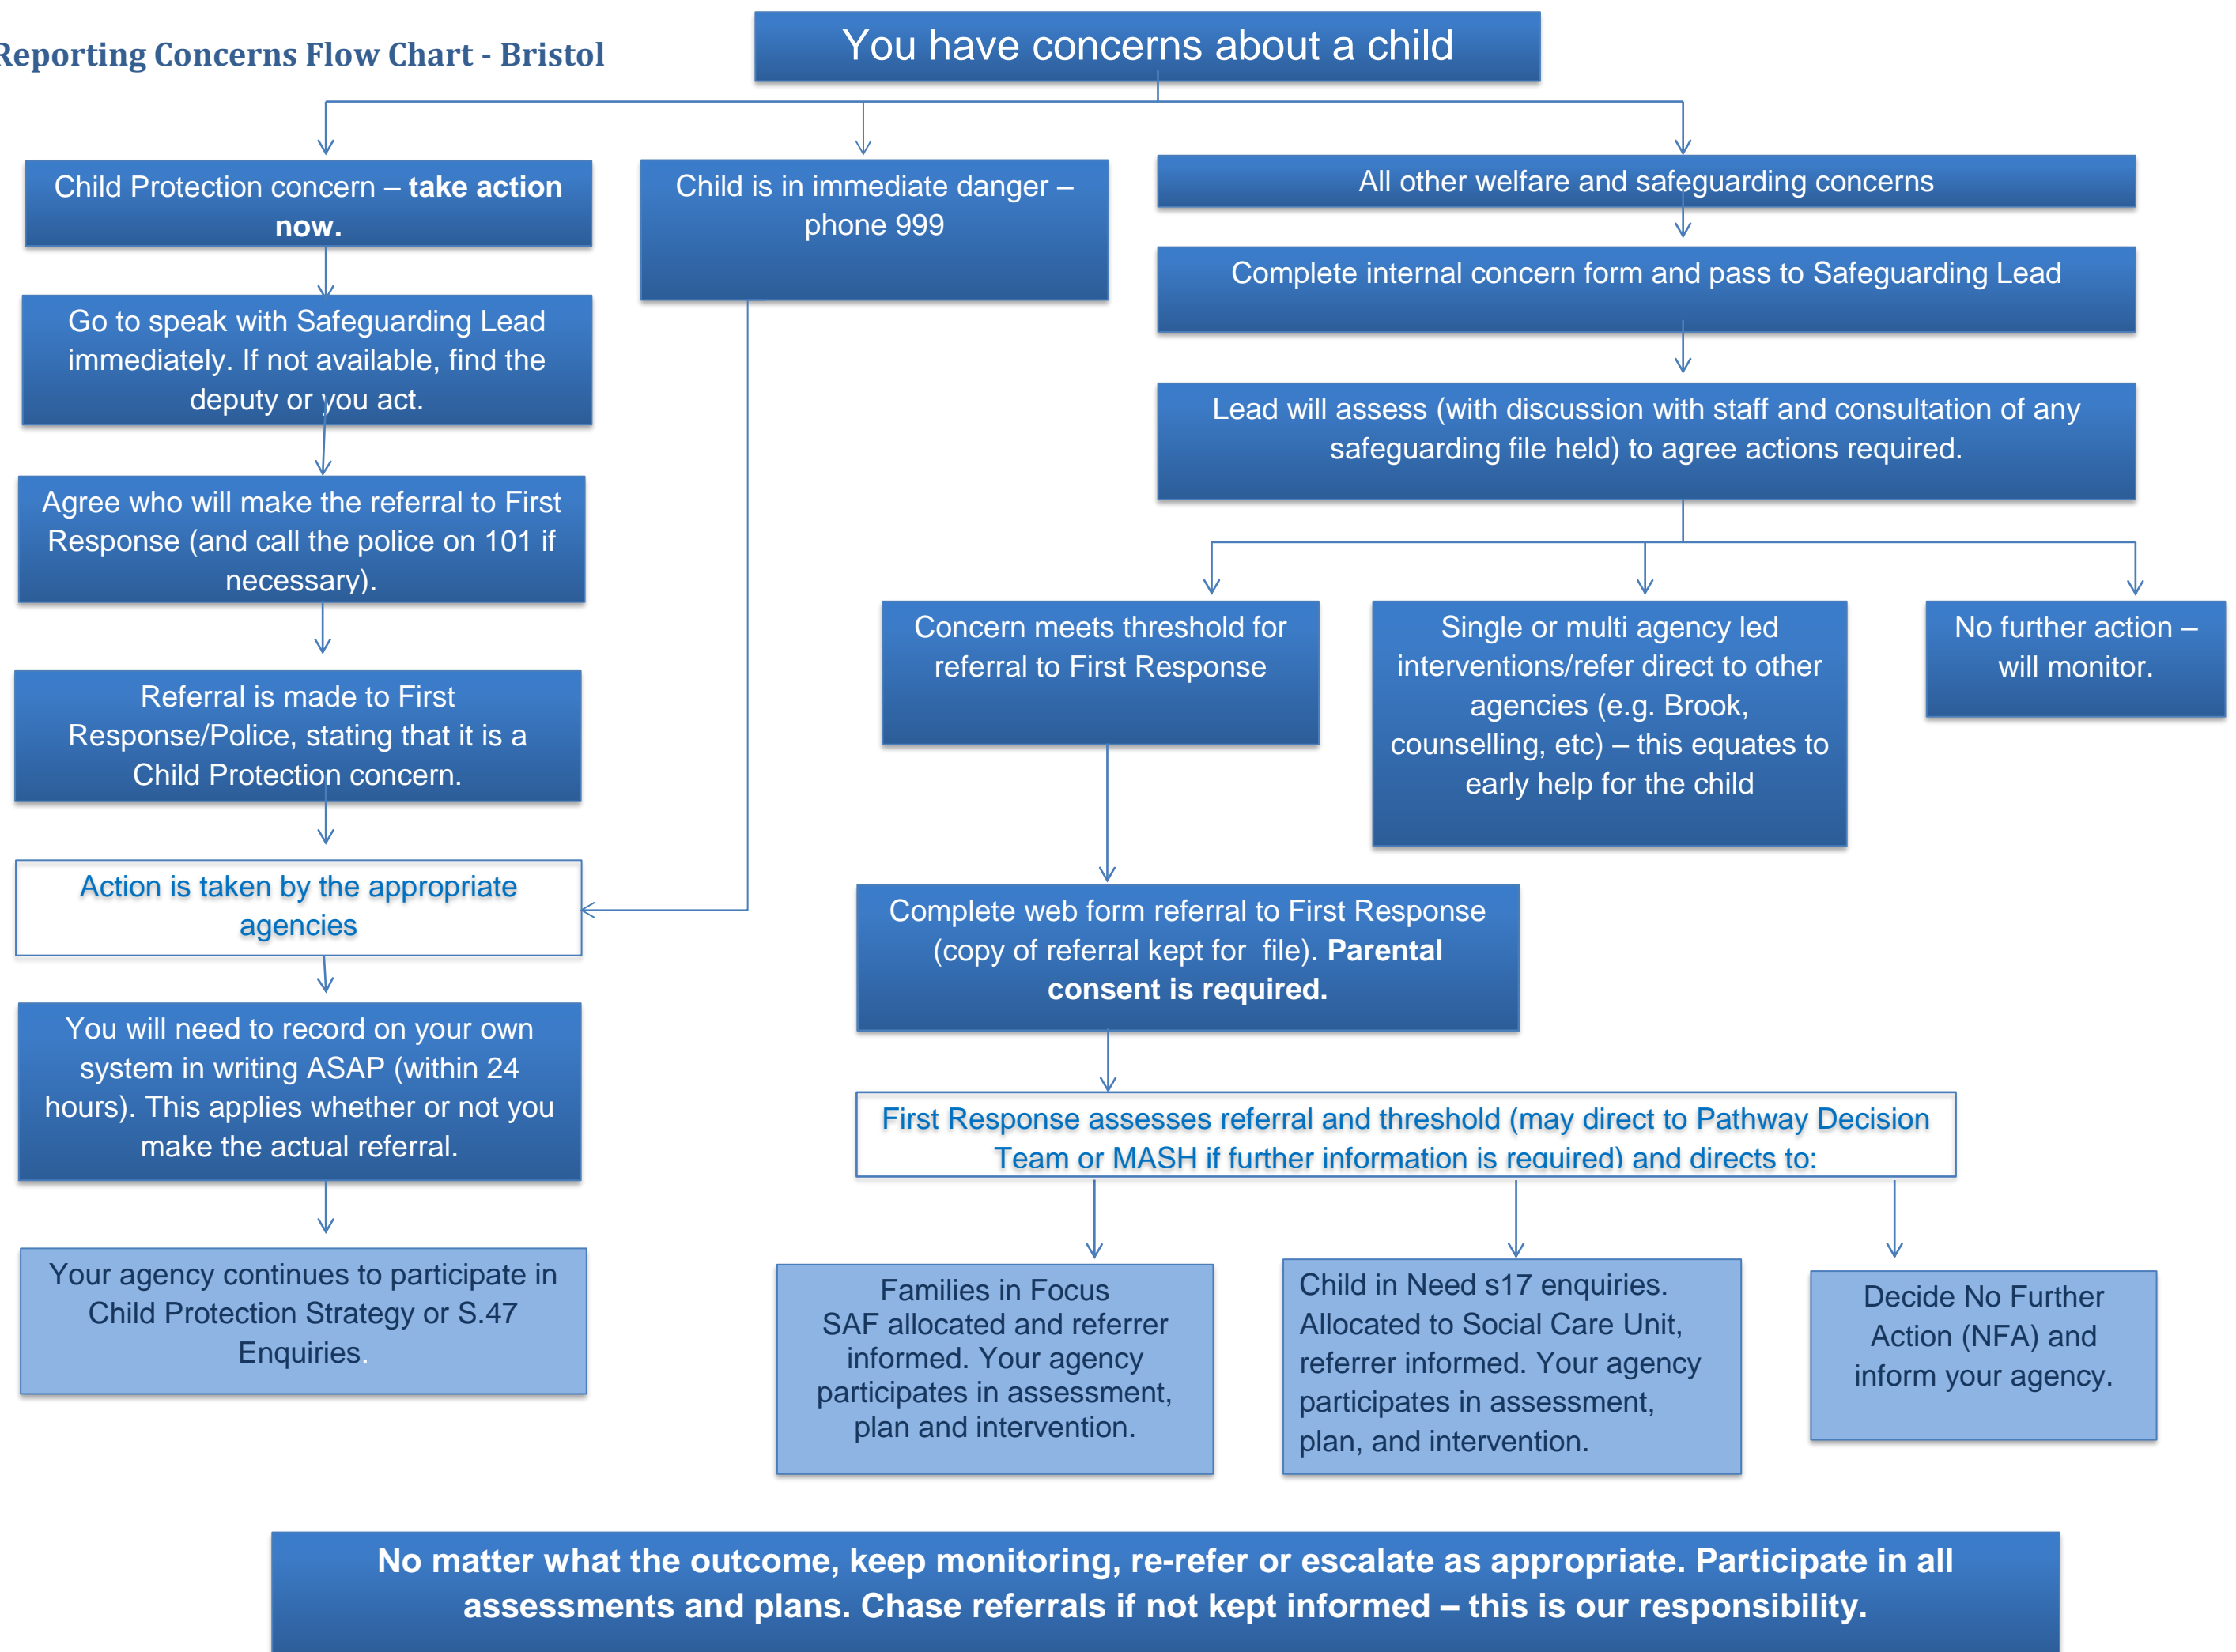 Reporting Concerns Flow Chart - Bristol
You have concerns about a child
Child Protection concern – take action
now.
Child is in immediate danger –
phone 999
All other welfare and safeguarding concerns
Go to speak with Safeguarding Lead
immediately. If not available, find the
deputy or you act.
Complete internal concern form and pass to Safeguarding Lead
Lead will assess (with discussion with staff and consultation of any
safeguarding file held) to agree actions required.
Agree who will make the referral to First
Response (and call the police on 101 if
necessary).
Concern meets threshold for
referral to First Response
Single or multi agency led
interventions/refer direct to other
agencies (e.g. Brook,
counselling, etc) – this equates to
early help for the child
No further action –
will monitor.
Referral is made to First
Response/Police, stating that it is a
Child Protection concern.
Action is taken by the appropriate
agencies
Complete web form referral to First Response
(copy of referral kept for file). Parental
consent is required.
You will need to record on your own
system in writing ASAP (within 24
hours). This applies whether or not you
make the actual referral.
First Response assesses referral and threshold (may direct to Pathway Decision
Team or MASH if further information is required) and directs to:
Your agency continues to participate in
Child Protection Strategy or S.47
Enquiries.
Families in Focus
SAF allocated and referrer
informed. Your agency
participates in assessment,
plan and intervention.
Child in Need s17 enquiries.
Allocated to Social Care Unit,
referrer informed. Your agency
participates in assessment,
plan, and intervention.
Decide No Further
Action (NFA) and
inform your agency.
No matter what the outcome, keep monitoring, re-refer or escalate as appropriate. Participate in all
assessments and plans. Chase referrals if not kept informed – this is our responsibility.